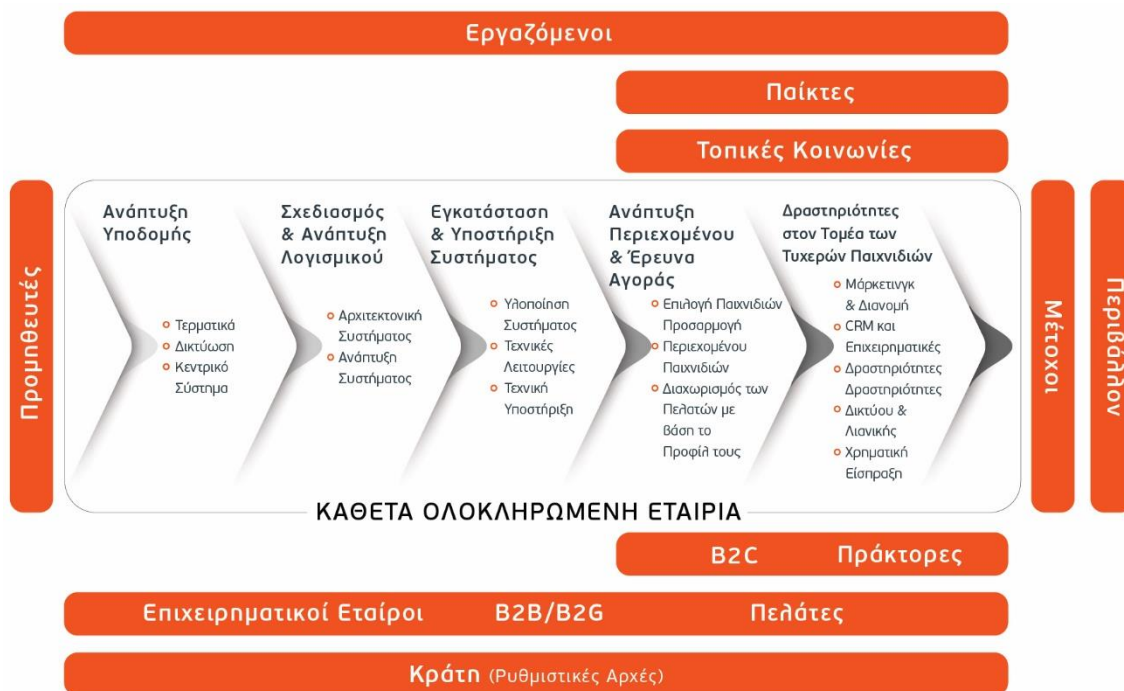 Εργαζόμενοι
Παίκτες
Τοπικές Κοινωνίες
Προμηθευτές
Ανάπτυξη
Υποδομής
Τερματικά
Δικτύωση
Κεντρικό
Σύστημα
Σχεδιασμός
& Ανάπτυξη
Λογισμικού
Αρχιτεκτονική
Συστήματος
Ανάπτυξη
Συστήματος
Εγκατάσταση
& Υποστήριξη
Συστήματος
Υλοποίηση
Συστήματος
Τεχνικές
Λειτουργίες
Τεχνική
Υποστήριξη
Ανάπτυξη
Περιεχομένου
& Έρευνα
Αγοράς
Επιλογή Παιχνιδιών
Προσαρμογή
Περιεχομένου
Παιχνιδιών
Διαχωρισμός των
Πελατών με
βάση το
Προφίλ τους
Δραστηριότητες
στον Τομέα των
Τυχερών Παιχνιδιών
Μάρκετινγκ
& Διανομή
CRM και
Επιχειρηματικές
Δραστηριότητες
Δραστηριότητες
Δικτύου &
Λιανικής
Χρηματική
Είσπραξη
Μέτοχοι
Περιβάλλον
ΚΑΘΕΤΑ ΟΛΟΚΛΗΡΩΜΕΝΗ ΕΤΑΙΡΙΑ
B2C Πράκτορες
Επιχειρηματικοί Εταίροι B2B/B2G Πελάτες
Κράτη (Ρυθμιστικές Αρχές)